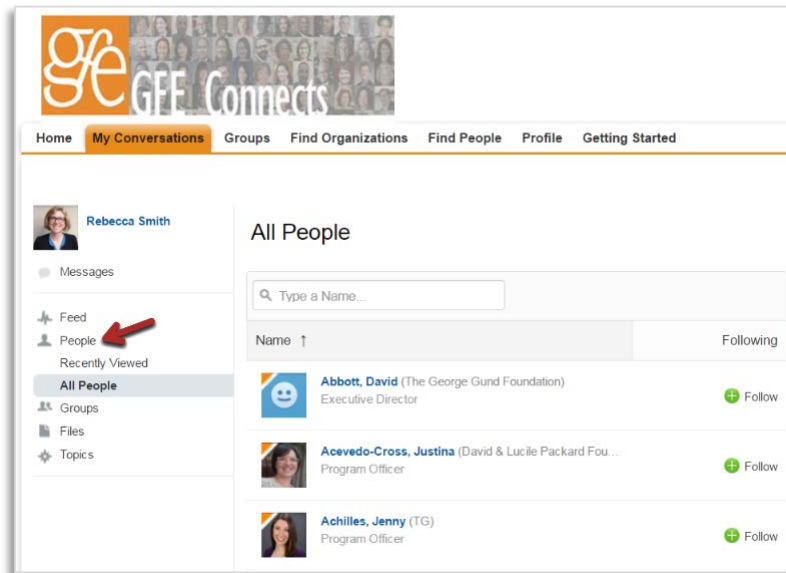 gfe GFE Connects
Home My Conversations Groups Find Organizations Find People Profile Getting Started
Rebecca Smith
Messages
Feed
People
Recently Viewed
All People
Groups
Files
Topics
All People
Type a Name...
Name ↑ Following
Abbott, David (The George Gund Foundation)
Executive Director
Follow
Acevedo-Cross, Justina (David & Lucile Packard Fou...
Program Officer
Follow
Achilles, Jenny (TG)
Program Officer
Follow